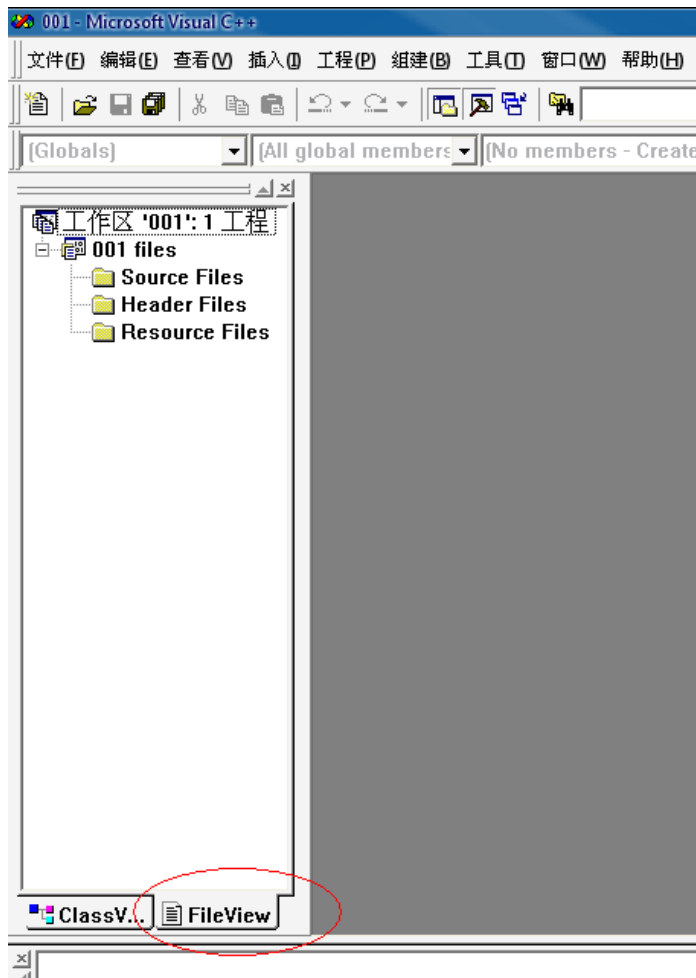 001 - Microsoft Visual C++
文件(F) 编辑(E) 查看(V) 插入(I) 工程(P) 组建(B) 工具(T) 窗口(W) 帮助(H)
(Globals) (All global members (No members - Create
工作区 '001': 1 工程
001 files
Source Files
Header Files
Resource Files
ClassV... FileView